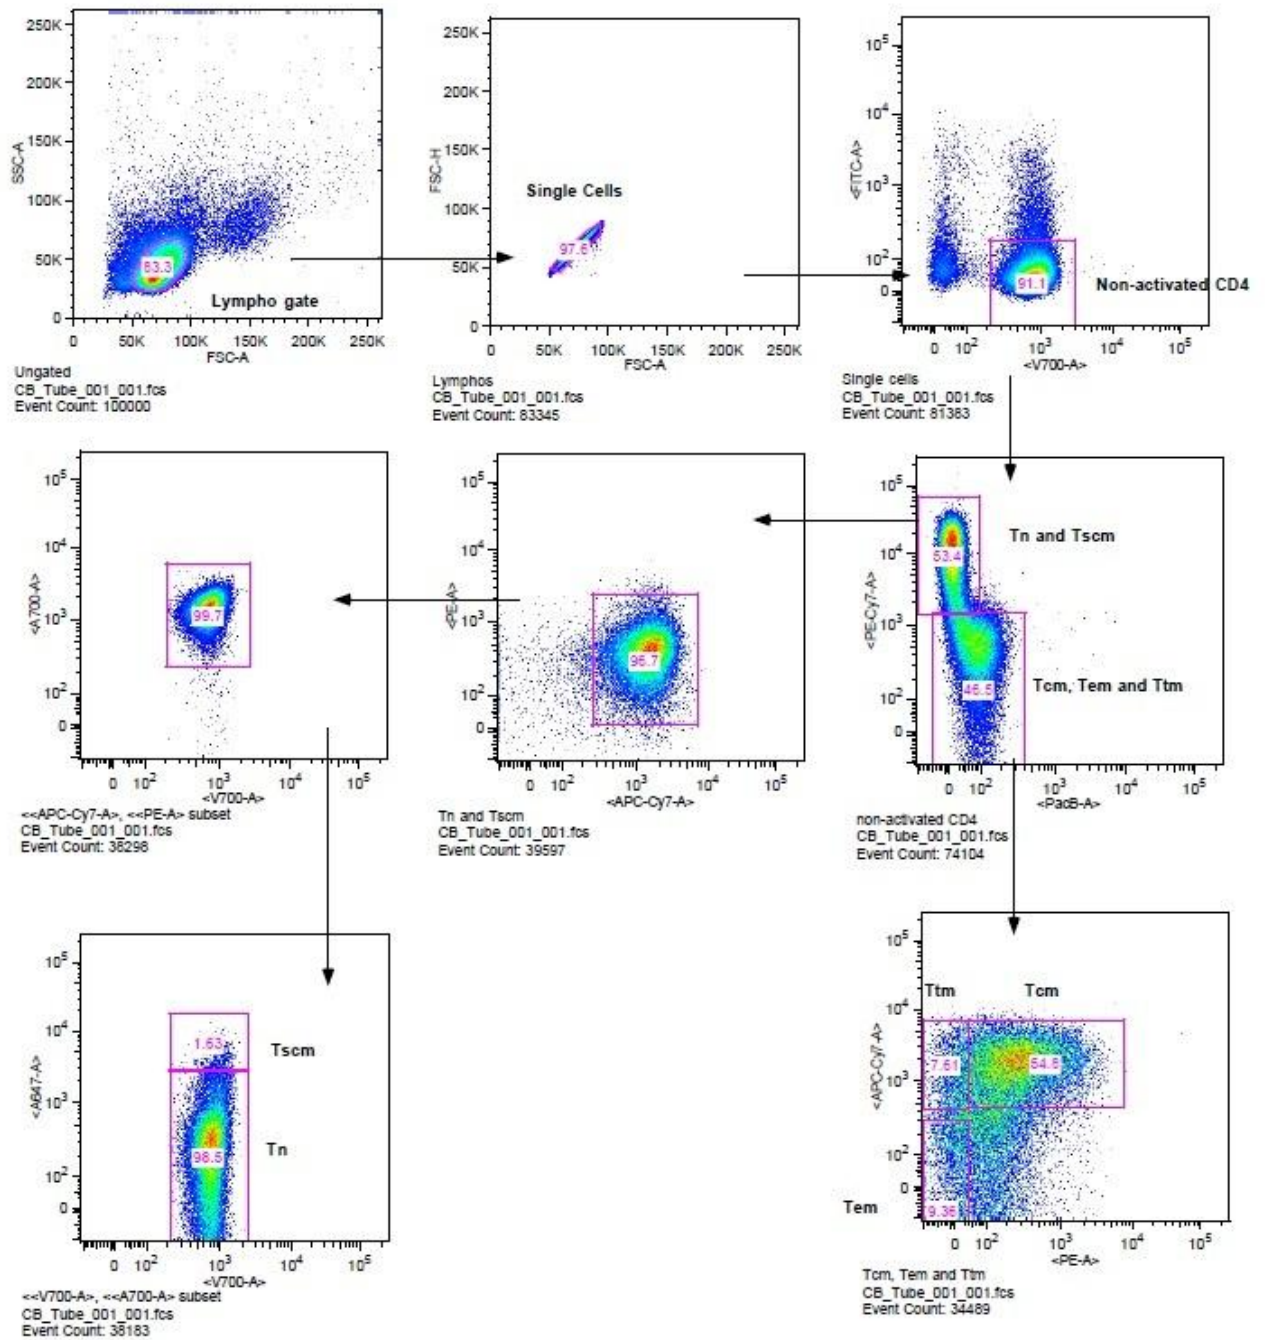 250K
200K
150K
100K
50K
0
SSC-A
83.3
Lympho gate
0 50K 100K 150K 200K 250K
FSC-A
Ungated
CB_Tube_001_001.fcs
Event Count: 100000
250K
200K
150K
100K
50K
0
FSC-H
Single Cells
97.6
0 50K 100K 150K 200K 250K
FSC-A
Lymphos
CB_Tube_001_001.fcs
Event Count: 83345
10^5
10^4
10^3
10^2
0
<FITC-A>
91.1
Non-activated CD4
0 10^2 10^3 10^4 10^5
<V700-A>
Single cells
CB_Tube_001_001.fcs
Event Count: 81383
10^5
10^4
10^3
10^2
0
<A700-A>
99.7
0 10^2 10^3 10^4 10^5
<V700-A>
<<APC-Cy7-A>, <<PE-A> subset
CB_Tube_001_001.fcs
Event Count: 38298
10^5
10^4
10^3
10^2
0
<PE-A>
96.7
0 10^2 10^3 10^4 10^5
<APC-Cy7-A>
Tn and Tscm
CB_Tube_001_001.fcs
Event Count: 39597
10^5
10^4
10^3
10^2
0
<PE-Cy7-A>
53.4
Tn and Tscm
46.5
Tcm, Tem and Ttm
0 10^2 10^3 10^4 10^5
<PacB-A>
non-activated CD4
CB_Tube_001_001.fcs
Event Count: 74104
10^5
10^4
10^3
10^2
0
<A647-A>
1.63
Tscm
98.5
Tn
0 10^2 10^3 10^4 10^5
<V700-A>
<<V700-A>, <<A700-A> subset
CB_Tube_001_001.fcs
Event Count: 38183
10^5
10^4
10^3
10^2
0
<APC-Cy7-A>
Ttm Tcm
7.61
Tem
9.36
0 10^2 10^3 10^4 10^5
<PE-A>
Tcm, Tem and Ttm
CB_Tube_001_001.fcs
Event Count: 34489